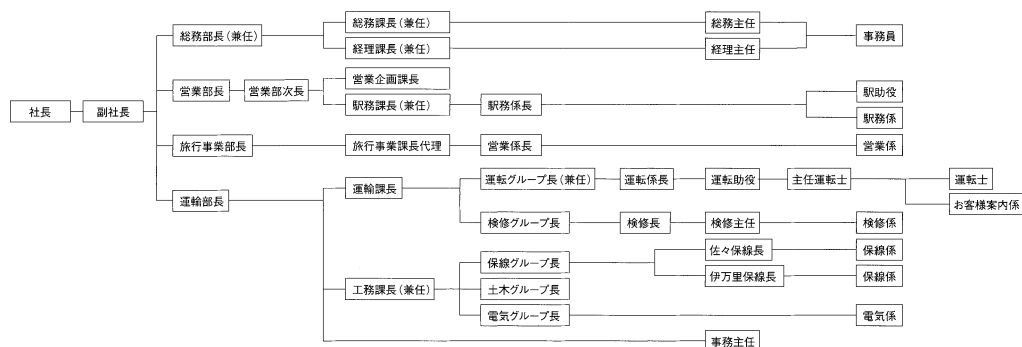 社長
副社長
総務部長(兼任)
総務課長(兼任)
総務主任
経理課長(兼任)
経理主任
事務員
営業部長
営業部次長
営業企画課長
駅務課長(兼任)
駅務係長
駅助役
駅務係
旅行事業部長
旅行事業課長代理
営業係長
営業係
運輸部長
運輸課長
運転グループ長(兼任)
運転係長
運転助役
主任運転士
運転士
お客様案内係
検修グループ長
検修長
検修主任
検修係
工務課長(兼任)
保線グループ長
佐々保線長
保線係
伊万里保線長
保線係
土木グループ長
電気グループ長
電気係
事務主任